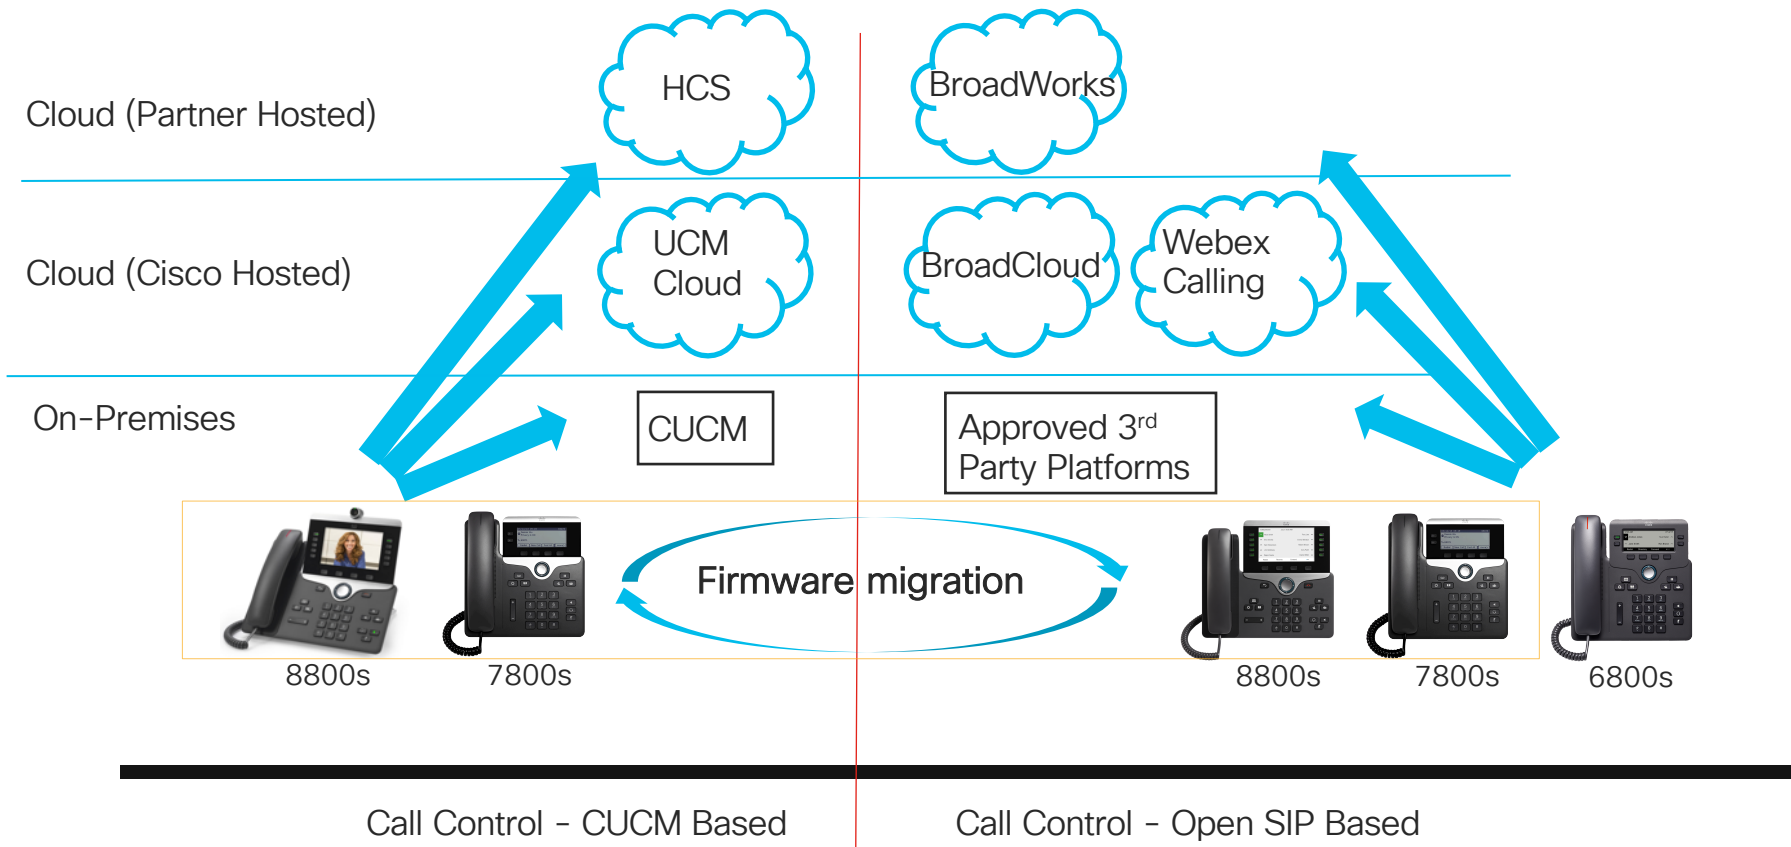 HCS
BroadWorks
Cloud (Partner Hosted)
UCM
Cloud
BroadCloud
Webex
Calling
Cloud (Cisco Hosted)
On-Premises
CUCM
Approved 3rd
Party Platforms
Firmware migration
8800s
7800s
8800s
7800s
6800s
Call Control - CUCM Based
Call Control - Open SIP Based